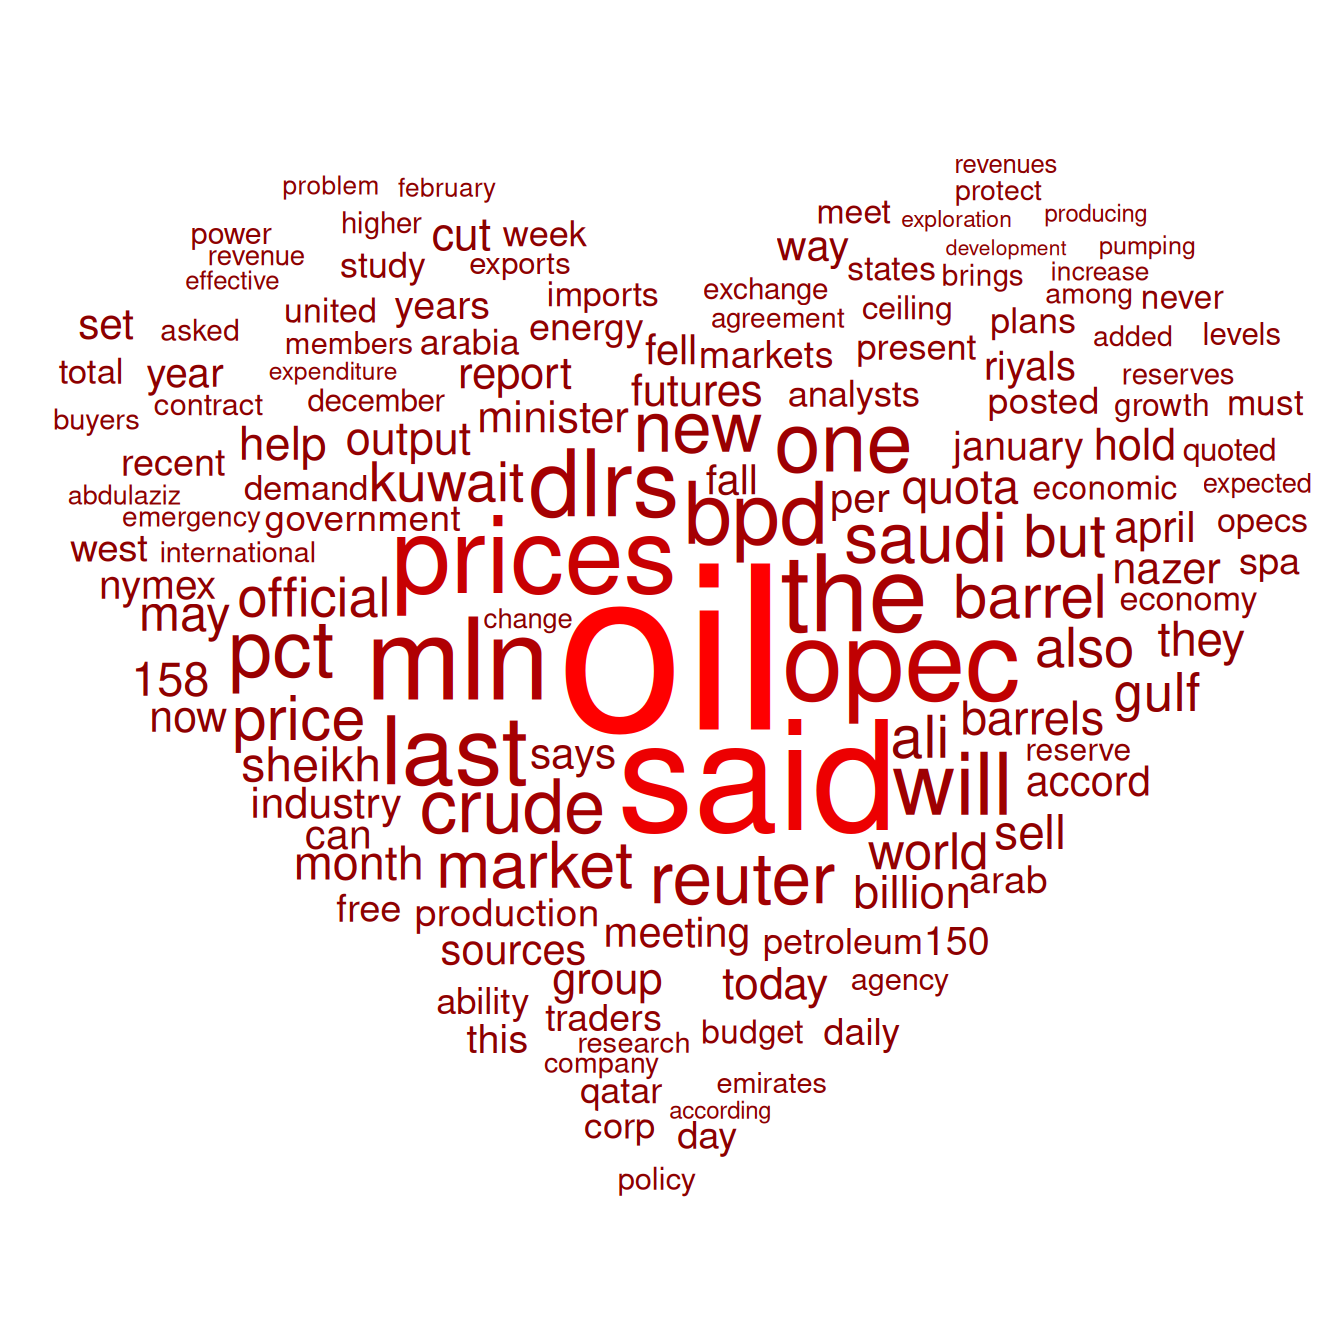 revenues
problem february
protect
meet exploration producing
higher
power cut week
revenue
way development pumping
effective study exports
states brings increase
united years imports exchange
among never
set asked
agreement ceiling plans
members arabia energy
added levels
total year expenditure report
fell markets present
riyals reserves
buyers contract december
futures analysts
posted growth must
minister new one
help output
january hold quoted
recent
demand kuwait dlrs fall
quota economic expected
abdulaziz
bpd per
emergency government
saudi but april opecs
west international prices
nazer spa
nymex
official
the barrel economy
may
change
158 pct mln oil opec also they
gulf
now price
barrels
sheikh last says
ali reserve
said will accord
industry crude
can
sell
month market
world
reuter billion arab
free production
meeting petroleum 150
sources
group today agency
ability
traders
this
research budget daily
company
qatar emirates
according
corp day
policy